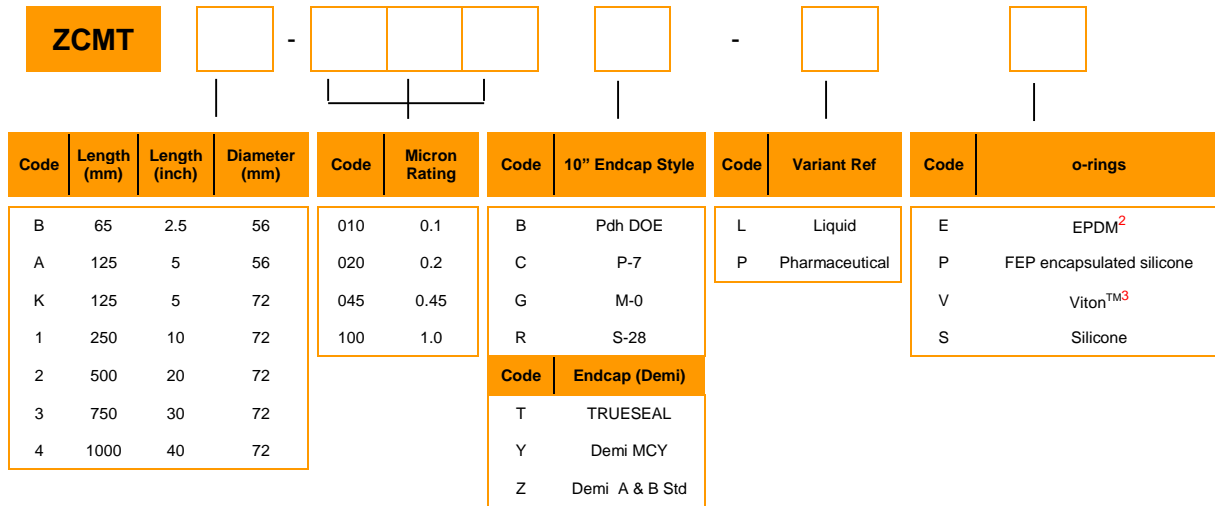 ZCMT - -
Code Length (mm) Length (inch) Diameter (mm)
B 65 2.5 56
A 125 5 56
K 125 5 72
1 250 10 72
2 500 20 72
3 750 30 72
4 1000 40 72
Code Micron Rating
010 0.1
020 0.2
045 0.45
100 1.0
Code 10” Endcap Style
B Pdh DOE
C P-7
G M-0
R S-28
Code Endcap (Demi)
T TRUESEAL
Y Demi MCY
Z Demi A & B Std
Code Variant Ref
L Liquid
P Pharmaceutical
Code o-rings
E EPDM2
P FEP encapsulated silicone
V Viton™3
S Silicone